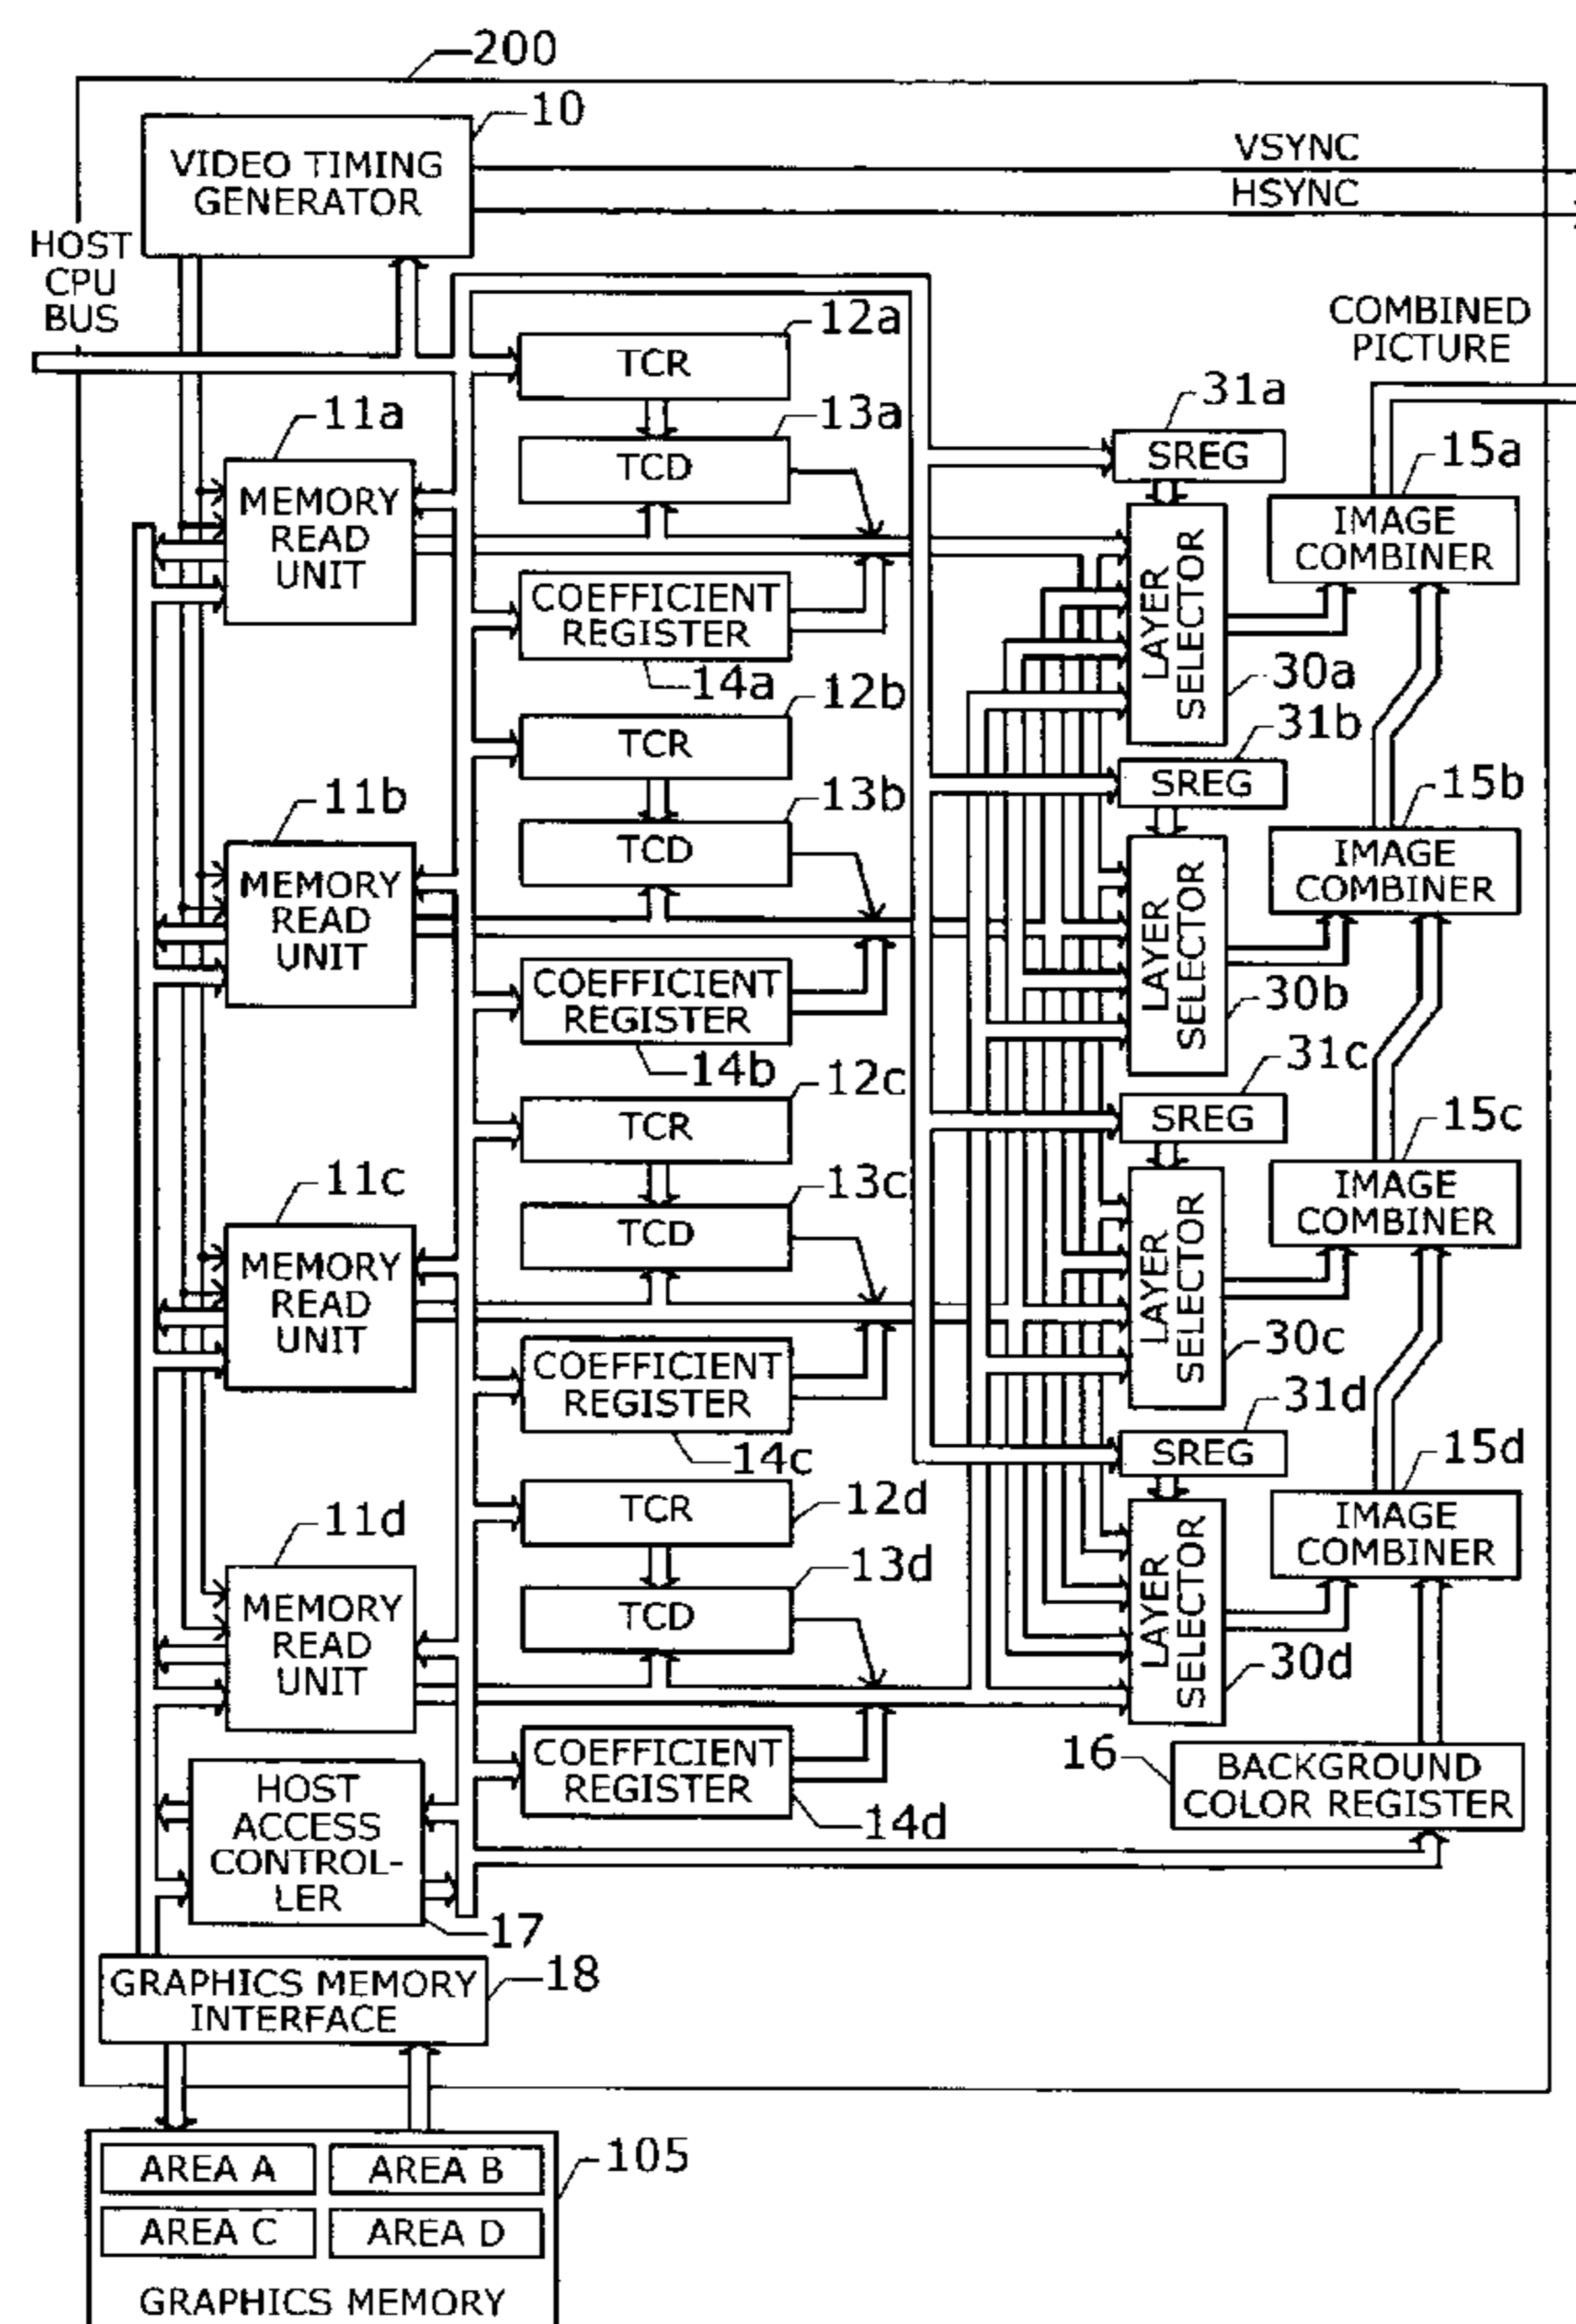 200
10
VIDEO TIMING
GENERATOR
VSYNC
HSYNC
HOST
CPU
BUS
COMBINED
PICTURE
12a
TCR
13a
TCD
11a
MEMORY
READ
UNIT
COEFFICIENT
REGISTER
14a
31a
SREG
15a
IMAGE
COMBINER
LAYER
SELECTOR
30a
12b
TCR
13b
TCD
11b
MEMORY
READ
UNIT
COEFFICIENT
REGISTER
14b
31b
SREG
15b
IMAGE
COMBINER
LAYER
SELECTOR
30b
12c
TCR
13c
TCD
11c
MEMORY
READ
UNIT
COEFFICIENT
REGISTER
14c
31c
SREG
15c
IMAGE
COMBINER
LAYER
SELECTOR
30c
12d
TCR
13d
TCD
11d
MEMORY
READ
UNIT
COEFFICIENT
REGISTER
14d
31d
SREG
15d
IMAGE
COMBINER
LAYER
SELECTOR
30d
16
BACKGROUND
COLOR REGISTER
HOST
ACCESS
CONTROL-
LER
17
GRAPHICS MEMORY
INTERFACE
18
105
AREA A
AREA B
AREA C
AREA D
GRAPHICS MEMORY